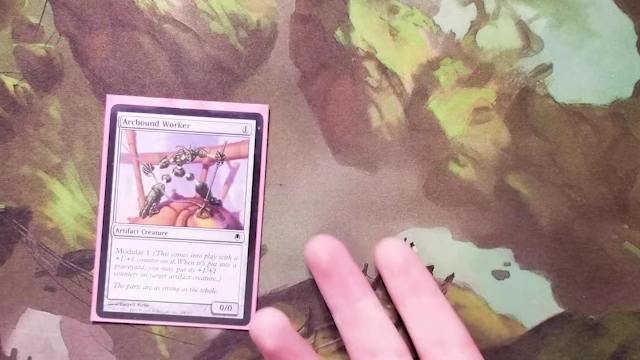 Arcbound Worker 1
Artifact Creature
Modular 1 (This comes into play with a
+1/+1 counter on it. When it's put into a
graveyard, you may put its +1/+1
counters on target artifact creature.)
The parts are as strong as the whole.
0/0